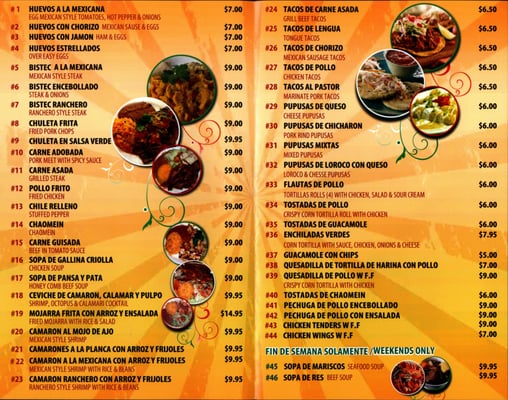 #1 HUEVOS A LA MEXICANA $7.00
EGG MEXICAN STYLE TOMATOES, HOT PEPPER & ONIONS
#2 HUEVOS CON CHORIZO MEXICAN SAUSE & EGGS $7.00
#3 HUEVOS CON JAMON HAM & EGGS $7.00
#4 HUEVOS ESTRELLADOS $7.00
OVER EASY EGGS
#5 BISTEC A LA MEXICANA $9.00
MEXICAN STYLE STEAK
#6 BISTEC ENCEBOLLADO $9.00
STEAK & ONIONS
#7 BISTEC RANCHERO $9.00
RANCHERO STYLE STEAK
#8 CHULETA FRITA $9.00
FRIED PORK CHOPS
#9 CHULETA EN SALSA VERDE $9.95
#10 CARNE ADOBADA $9.00
PORK MEET WITH SPICY SAUCE
#11 CARNE ASADA $9.00
GRILLED STEAK
#12 POLLO FRITO $9.00
FRIED CHICKEN
#13 CHILE RELLENO $9.00
STUFFED PEPPER
#14 CHAOMEIN $9.00
CHAOMEIN
#15 CARNE GUISADA $9.00
BEEF IN TOMATO SAUCE
#16 SOPA DE GALLINA CRIOLLA $9.00
CHICKEN SOUP
#17 SOPA DE PANSA Y PATA $9.00
HONEY COMB BEEF SOUP
#18 CEVICHE DE CAMARON, CALAMAR Y PULPO $9.95
SHRIMP, OCTOPUS & CALAMARI COCKTAIL
#19 MOJARRA FRITA CON ARROZ Y ENSALADA $14.95
FRIED MOJARRA WITH RICE & SALAD
#20 CAMARON AL MOJO DE AJO $9.95
MEXICAN STYLE SHRIMP
#21 CAMARONES A LA PLANCA CON ARROZ Y FRIJOLES $9.95
#22 CAMARON A LA MEXICANA CON ARROZ Y FRIJOLES $9.95
MEXICAN STYLE SHRIMP WITH RICE & BEANS
#23 CAMARON RANCHERO CON ARROZ Y FRIJOLES $9.95
RANCHERO STYLE SHRIMP WITH RICE & BEANS
#24 TACOS DE CARNE ASADA $6.50
GRILL BEEF TACOS
#25 TACOS DE LENGUA $6.50
TONGUE TACOS
#26 TACOS DE CHORIZO $6.50
MEXICAN SAUSAGE TACOS
#27 TACOS DE POLLO $6.50
CHICKEN TACOS
#28 TACOS AL PASTOR $6.50
MARINATE PORK TACOS
#29 PUPUSAS DE QUESO $6.00
CHEESE PUPUSAS
#30 PUPUSAS DE CHICHARON $6.00
PORK RIND PUPUSAS
#31 PUPUSAS MIXTAS $6.00
MIXED PUPUSAS
#32 PUPUSAS DE LOROCO CON QUESO $6.00
LOROCO & CHESSE PUPUSAS
#33 FLAUTAS DE POLLO $6.00
TORTILLAS ROLLS (4) WITH CHICKEN, SALAD & SOUR CREAM
#34 TOSTADAS DE POLLO $6.00
CRISPY CORN TORTILLA ROLL WITH CHICKEN
#35 TOSTADAS DE GUACAMOLE $6.00
#36 ENCHILADAS VERDES $7.95
CORN TORTILLA WITH SAUCE, CHICKEN, ONIONS & CHEESE
#37 GUACAMOLE CON CHIPS $5.00
#38 QUESADILLA DE TORTILLA DE HARINA CON POLLO $7.00
#39 QUESADILLA DE POLLO W F.F $9.00
CRISPY CORN TORTILLA WITH CHICKEN
#40 TOSTADAS DE CHAOMEIN $6.00
#41 PECHUGA DE POLLO ENCEBOLLADO $9.00
#42 PECHUGA DE POLLO CON ENSALADA $9.00
#43 CHICKEN TENDERS W F.F $9.00
#44 CHICKEN WINGS W F.F $7.00
FIN DE SEMANA SOLAMENTE / WEEKENDS ONLY
#45 SOPA DE MARISCOS SEAFOOD SOUP $9.95
#46 SOPA DE RES BEEF SOUP $9.95